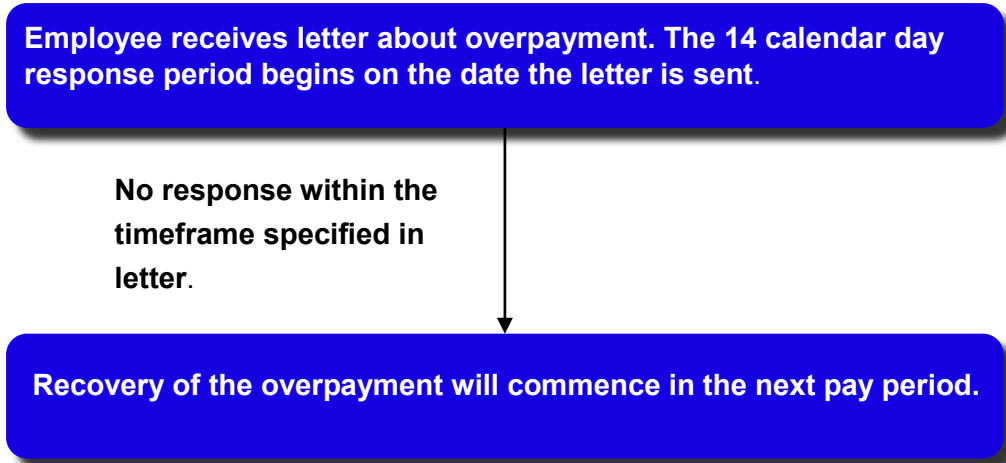 Employee receives letter about overpayment. The 14 calendar day
response period begins on the date the letter is sent.
No response within the
timeframe specified in
letter.
Recovery of the overpayment will commence in the next pay period.